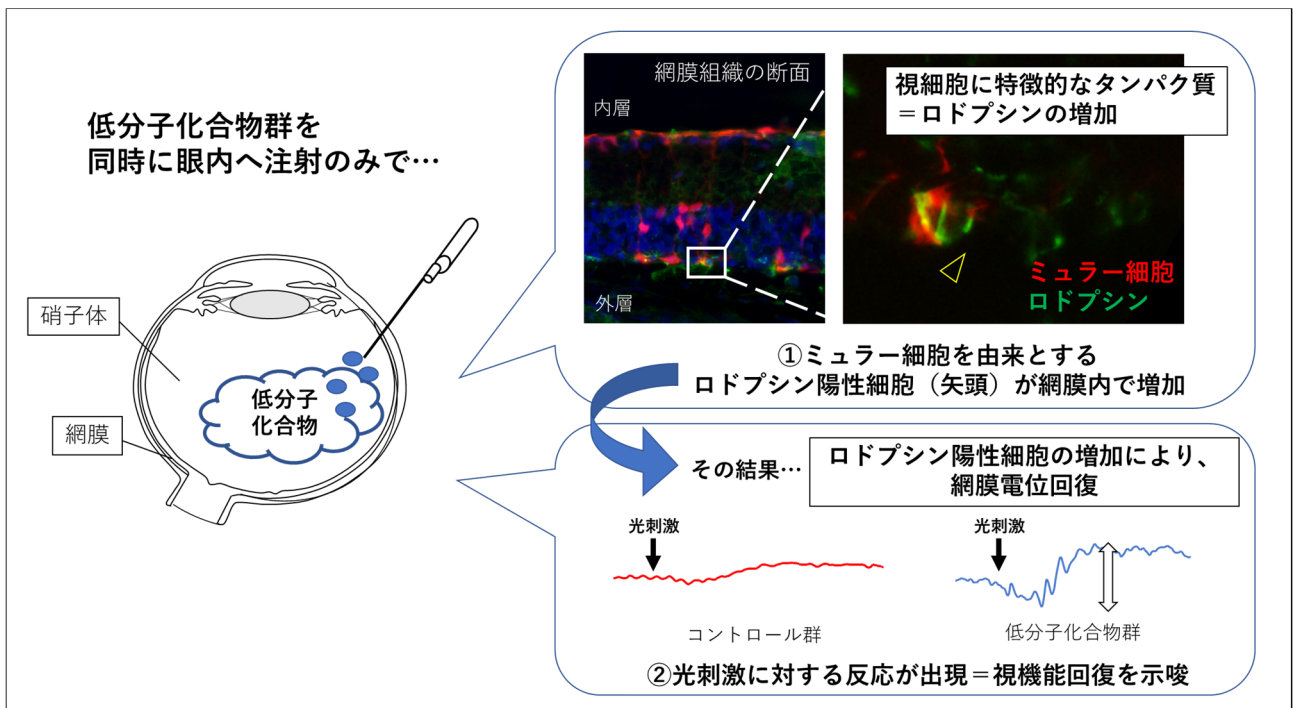 低分子化合物群を
同時に眼内へ注射のみで…
硝子体
網膜
低分子
化合物
網膜組織の断面
内層
外層
視細胞に特徴的なタンパク質
＝ロドプシンの増加
ミュラー細胞
ロドプシン
①ミュラー細胞を由来とする
ロドプシン陽性細胞（矢頭）が網膜内で増加
その結果…
ロドプシン陽性細胞の増加により、
網膜電位回復
光刺激
光刺激
コントロール群
低分子化合物群
②光刺激に対する反応が出現＝視機能回復を示唆